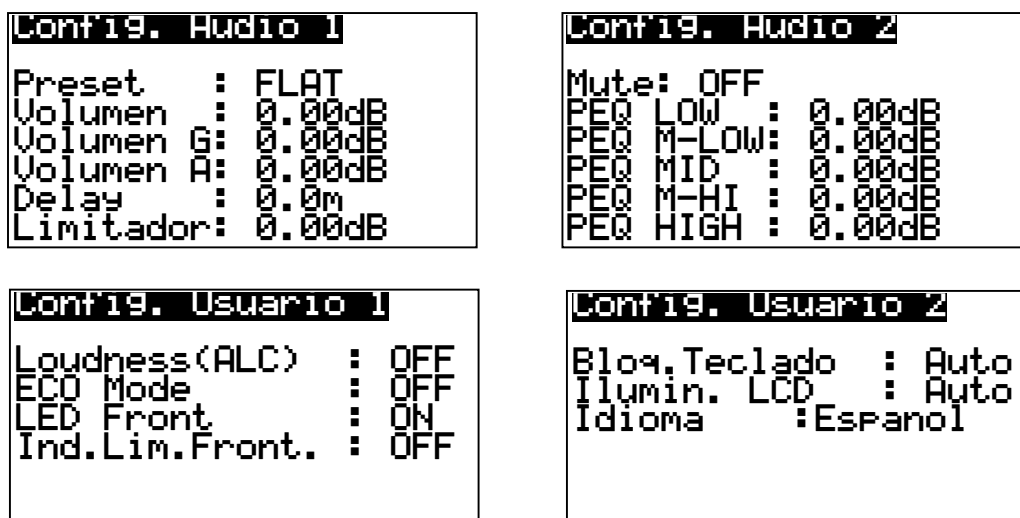 Config. Audio 1
Preset : FLAT
Volumen : 0.00dB
Volumen G: 0.00dB
Volumen A: 0.00dB
Delay : 0.0m
Limitador: 0.00dB
Config. Audio 2
Mute: OFF
PEQ LOW : 0.00dB
PEQ M-LOW: 0.00dB
PEQ MID : 0.00dB
PEQ M-HI : 0.00dB
PEQ HIGH : 0.00dB
Config. Usuario 1
Loudness(ALC) : OFF
ECO Mode : OFF
LED Front : ON
Ind.Lim.Front. : OFF
Config. Usuario 2
Bloq.Teclado : Auto
Ilumin. LCD : Auto
Idioma :Espanol